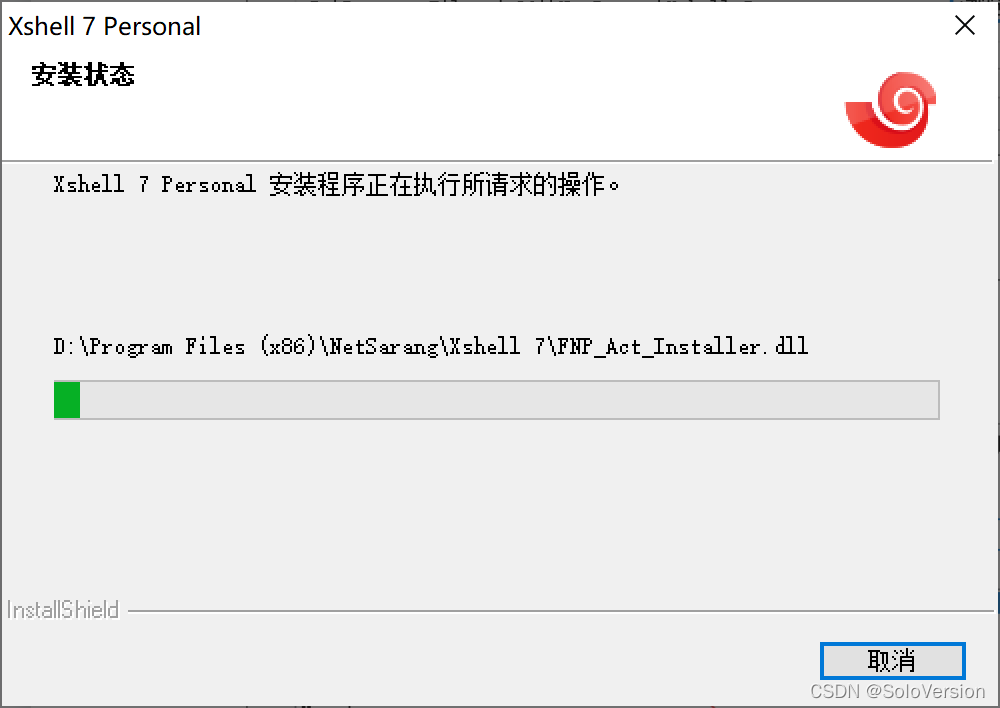 Xshell 7 Personal
安装状态
Xshell 7 Personal 安装程序正在执行所请求的操作。
D:\Program Files (x86)\NetSarang\Xshell 7\FNP_Act_Installer.dll
InstallShield
取消
CSDN @SoloVersion